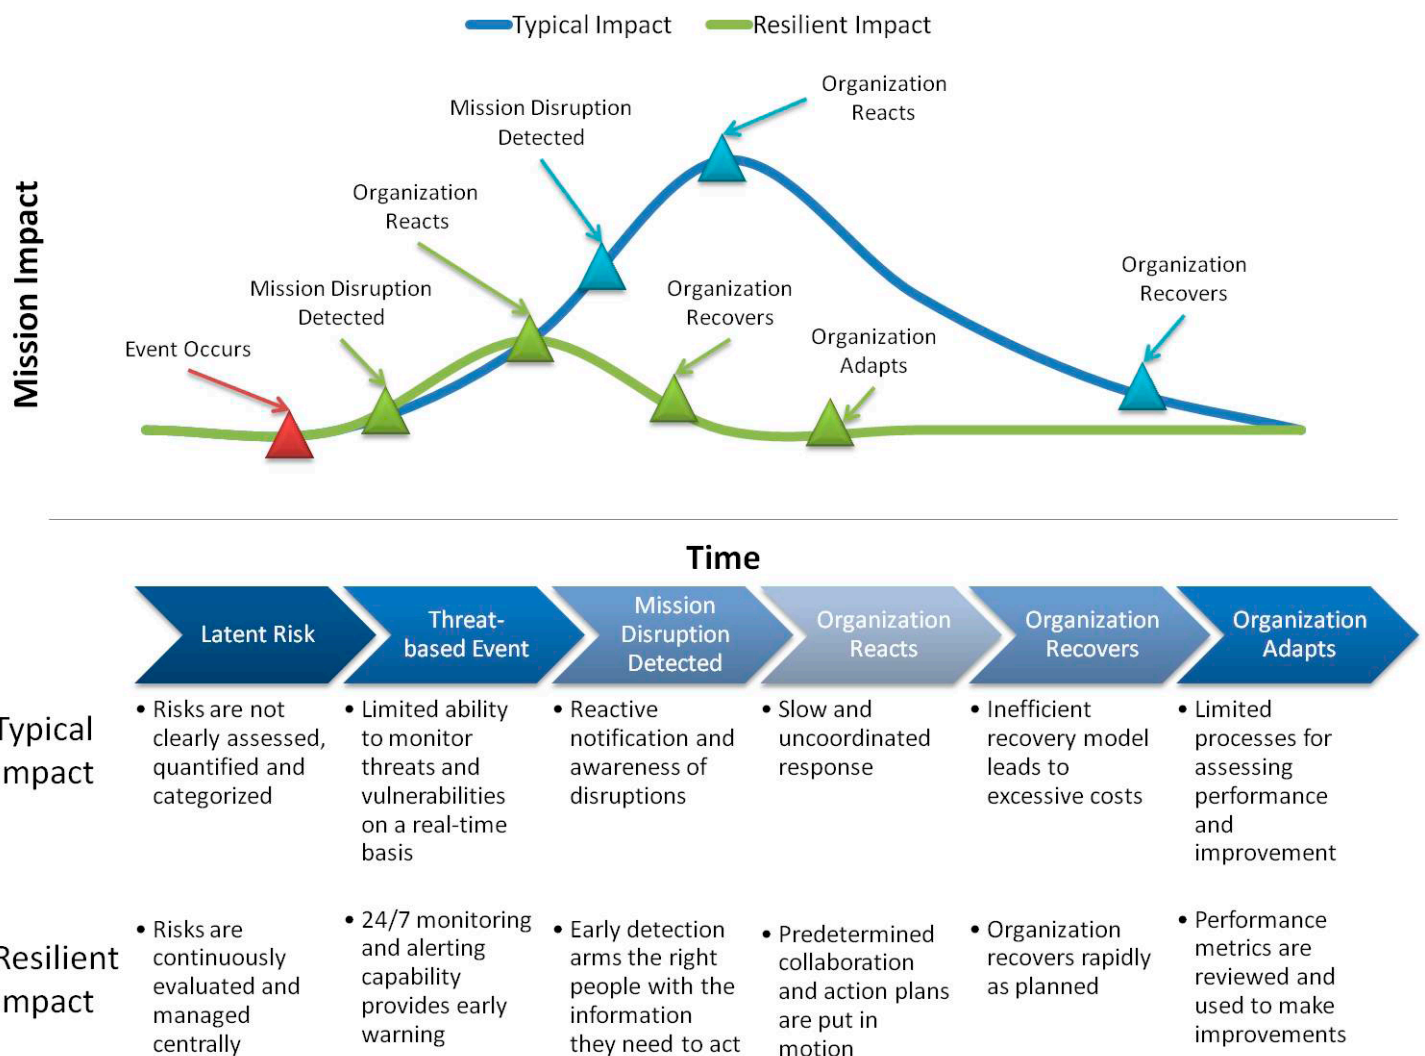 Typical Impact
Resilient Impact
Organization
Reacts
Mission Disruption
Detected
Organization
Reacts
Mission Disruption
Detected
Event Occurs
Organization
Recovers
Organization
Adapts
Organization
Recovers
Mission Impact
Time
Latent Risk
Threat-
based Event
Mission
Disruption
Detected
Organization
Reacts
Organization
Recovers
Organization
Adapts
Typical
Impact
• Risks are not
clearly assessed,
quantified and
categorized
• Limited ability
to monitor
threats and
vulnerabilities
on a real-time
basis
• Reactive
notification and
awareness of
disruptions
• Slow and
uncoordinated
response
• Inefficient
recovery model
leads to
excessive costs
• Limited
processes for
assessing
performance
and
improvement
Resilient
Impact
• Risks are
continuously
evaluated and
managed
centrally
• 24/7 monitoring
and alerting
capability
provides early
warning
• Early detection
arms the right
people with the
information
they need to act
• Predetermined
collaboration
and action plans
are put in
motion
• Organization
recovers rapidly
as planned
• Performance
metrics are
reviewed and
used to make
improvements